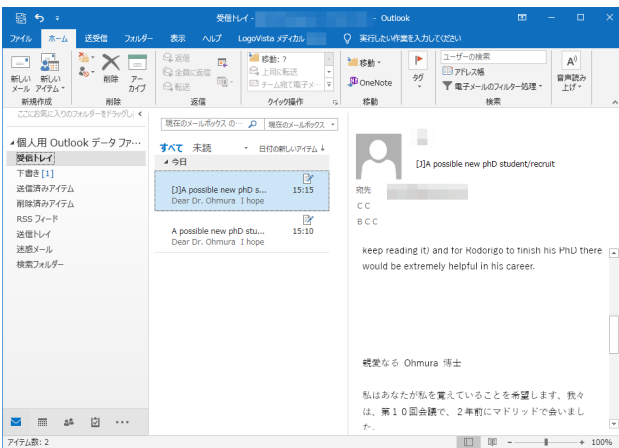 受信トレイ - - Outlook
ファイル ホーム 送受信 フォルダー 表示 ヘルプ LogoVista メディカル 実行したい作業を入力してください
新しい メール
新しい アイテム
削除
アーカイブ
新規作成
削除
返信
全員に返信
転送
返信
移動: ?
上司に転送
チーム宛て電子メ…
クイック操作
移動
OneNote
移動
タグ
ユーザーの検索
アドレス帳
電子メールのフィルター処理
検索
音声読み上げ
ここにお気に入りのフォルダーをドラッグし
個人用 Outlook データ ファ…
受信トレイ
下書き [1]
送信済みアイテム
削除済みアイテム
RSS フィード
送信トレイ
迷惑メール
検索フォルダー
現在のメールボックス の… 現在のメールボックス
すべて 未読 日付の新しいアイテム ↓
今日
[J]A possible new phD s... 15:15
Dear Dr. Ohmura I hope
A possible new phD stu... 15:10
Dear Dr. Ohmura I hope
[J]A possible new phD student/recruit
宛先
CC
BCC
keep reading it) and for Rodorigo to finish his PhD there
would be extremely helpful in his career.
親愛なる Ohmura 博士
私はあなたが私を覚えていることを希望します、我々
は、第10回会議で、2年前にマドリッドで会いまし
た。
アイテム数: 2
100%